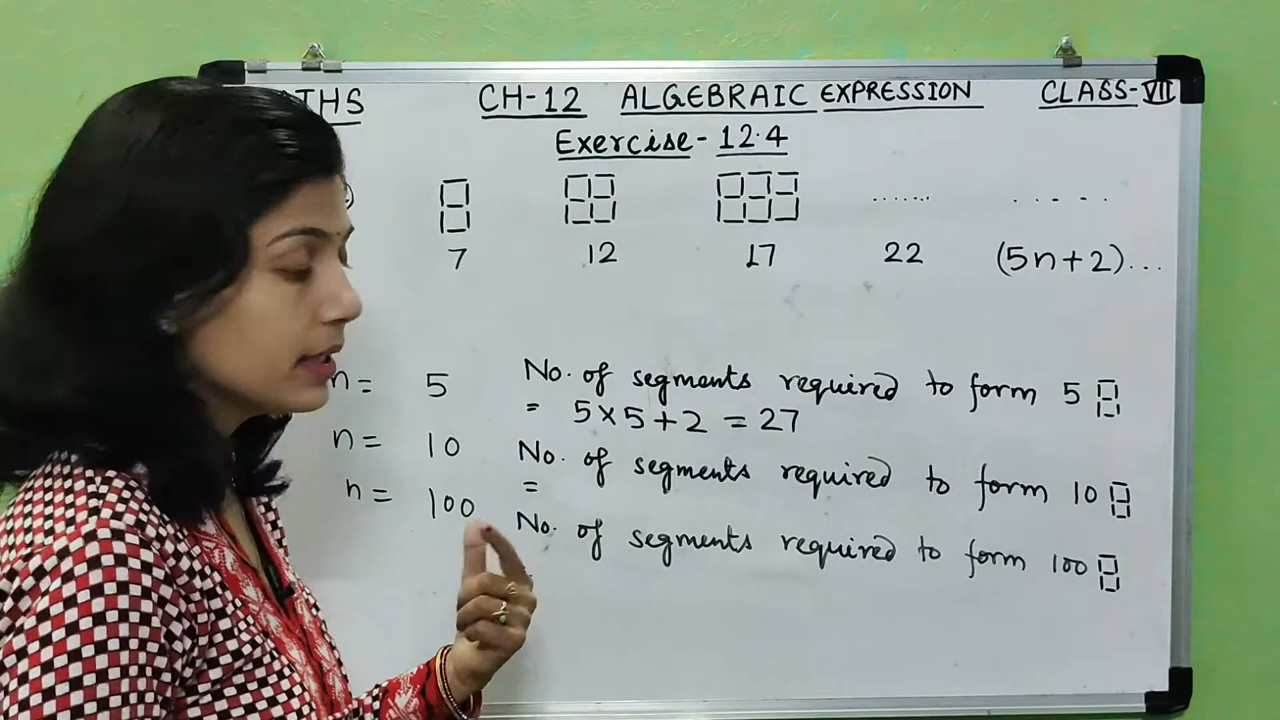 THS CH-12 ALGEBRAIC EXPRESSION CLASS-VII
Exercise-12.4
)
....... .....
7 12 17 22 (5n+2)...
n= 5 No. of segments required to form 5
= 5×5+2 =27
n= 10 No. of segments required to form 10
=
n= 100 No. of segments required to form 100